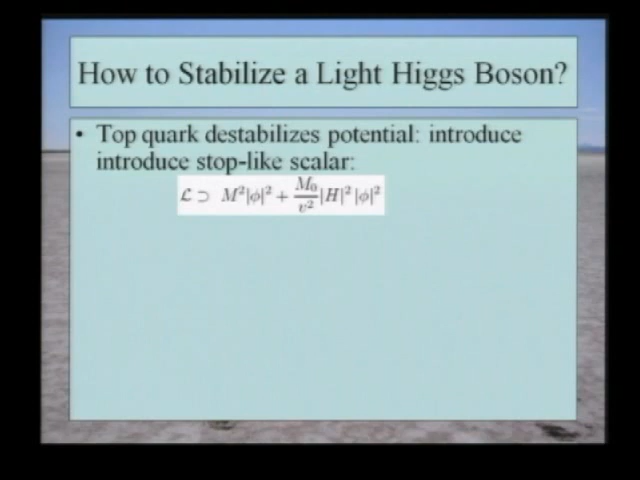 How to Stabilize a Light Higgs Boson?
• Top quark destabilizes potential: introduce
introduce stop-like scalar:
ℒ ⊃ M²|ϕ|² + M₀/v² |H|² |ϕ|²